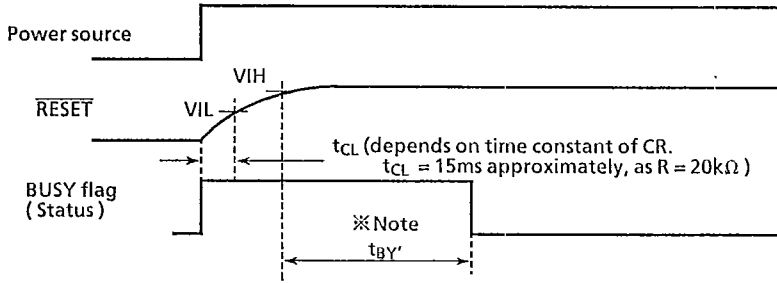 Power source
VIH
RESET
VIL
tCL (depends on time constant of CR.
tCL = 15ms approximately, as R = 20kΩ )
BUSY flag
( Status )
※Note
tBY'